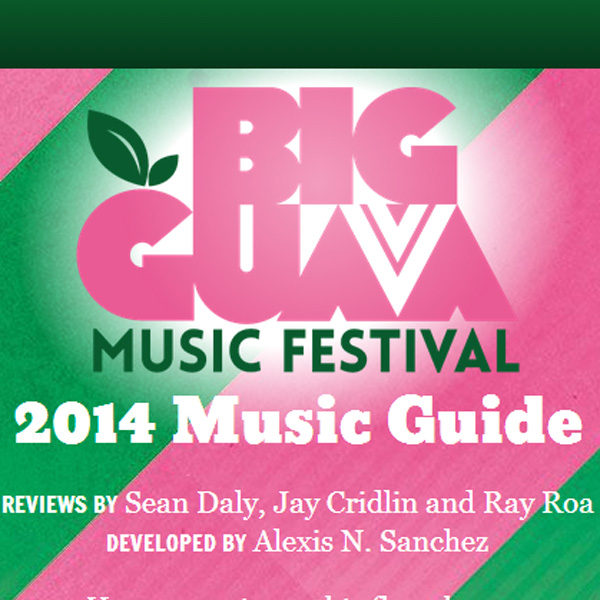 BIG
GUAVA
MUSIC FESTIVAL
2014 Music Guide
REVIEWS BY Sean Daly, Jay Cridlin and Ray Roa
DEVELOPED BY Alexis N. Sanchez